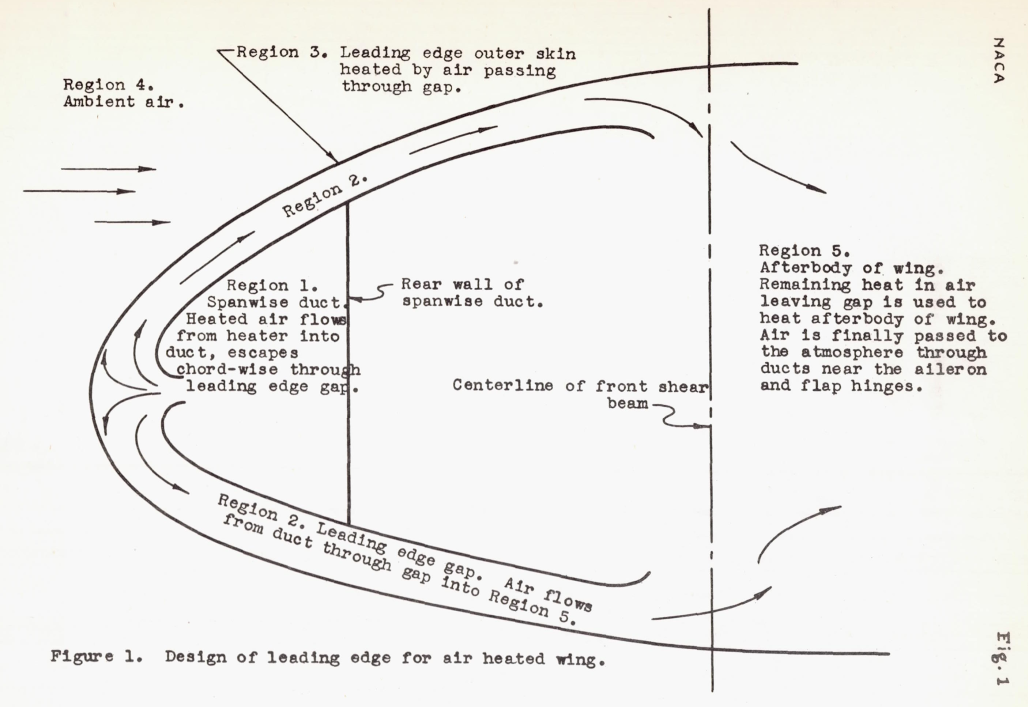 NACA
Region 3. Leading edge outer skin
heated by air passing
through gap.
Region 4.
Ambient air.
Region 2.
Region 1.
Spanwise duct.
Heated air flows
from heater into
duct, escapes
chord-wise through
leading edge gap.
Rear wall of
spanwise duct.
Centerline of front shear
beam
Region 5.
Afterbody of wing.
Remaining heat in air
leaving gap is used to
heat afterbody of wing.
Air is finally passed to
the atmosphere through
ducts near the aileron
and flap hinges.
Region 2. Leading edge gap. Air flows
from duct through gap into Region 5.
Figure 1. Design of leading edge for air heated wing.
Fig. 1